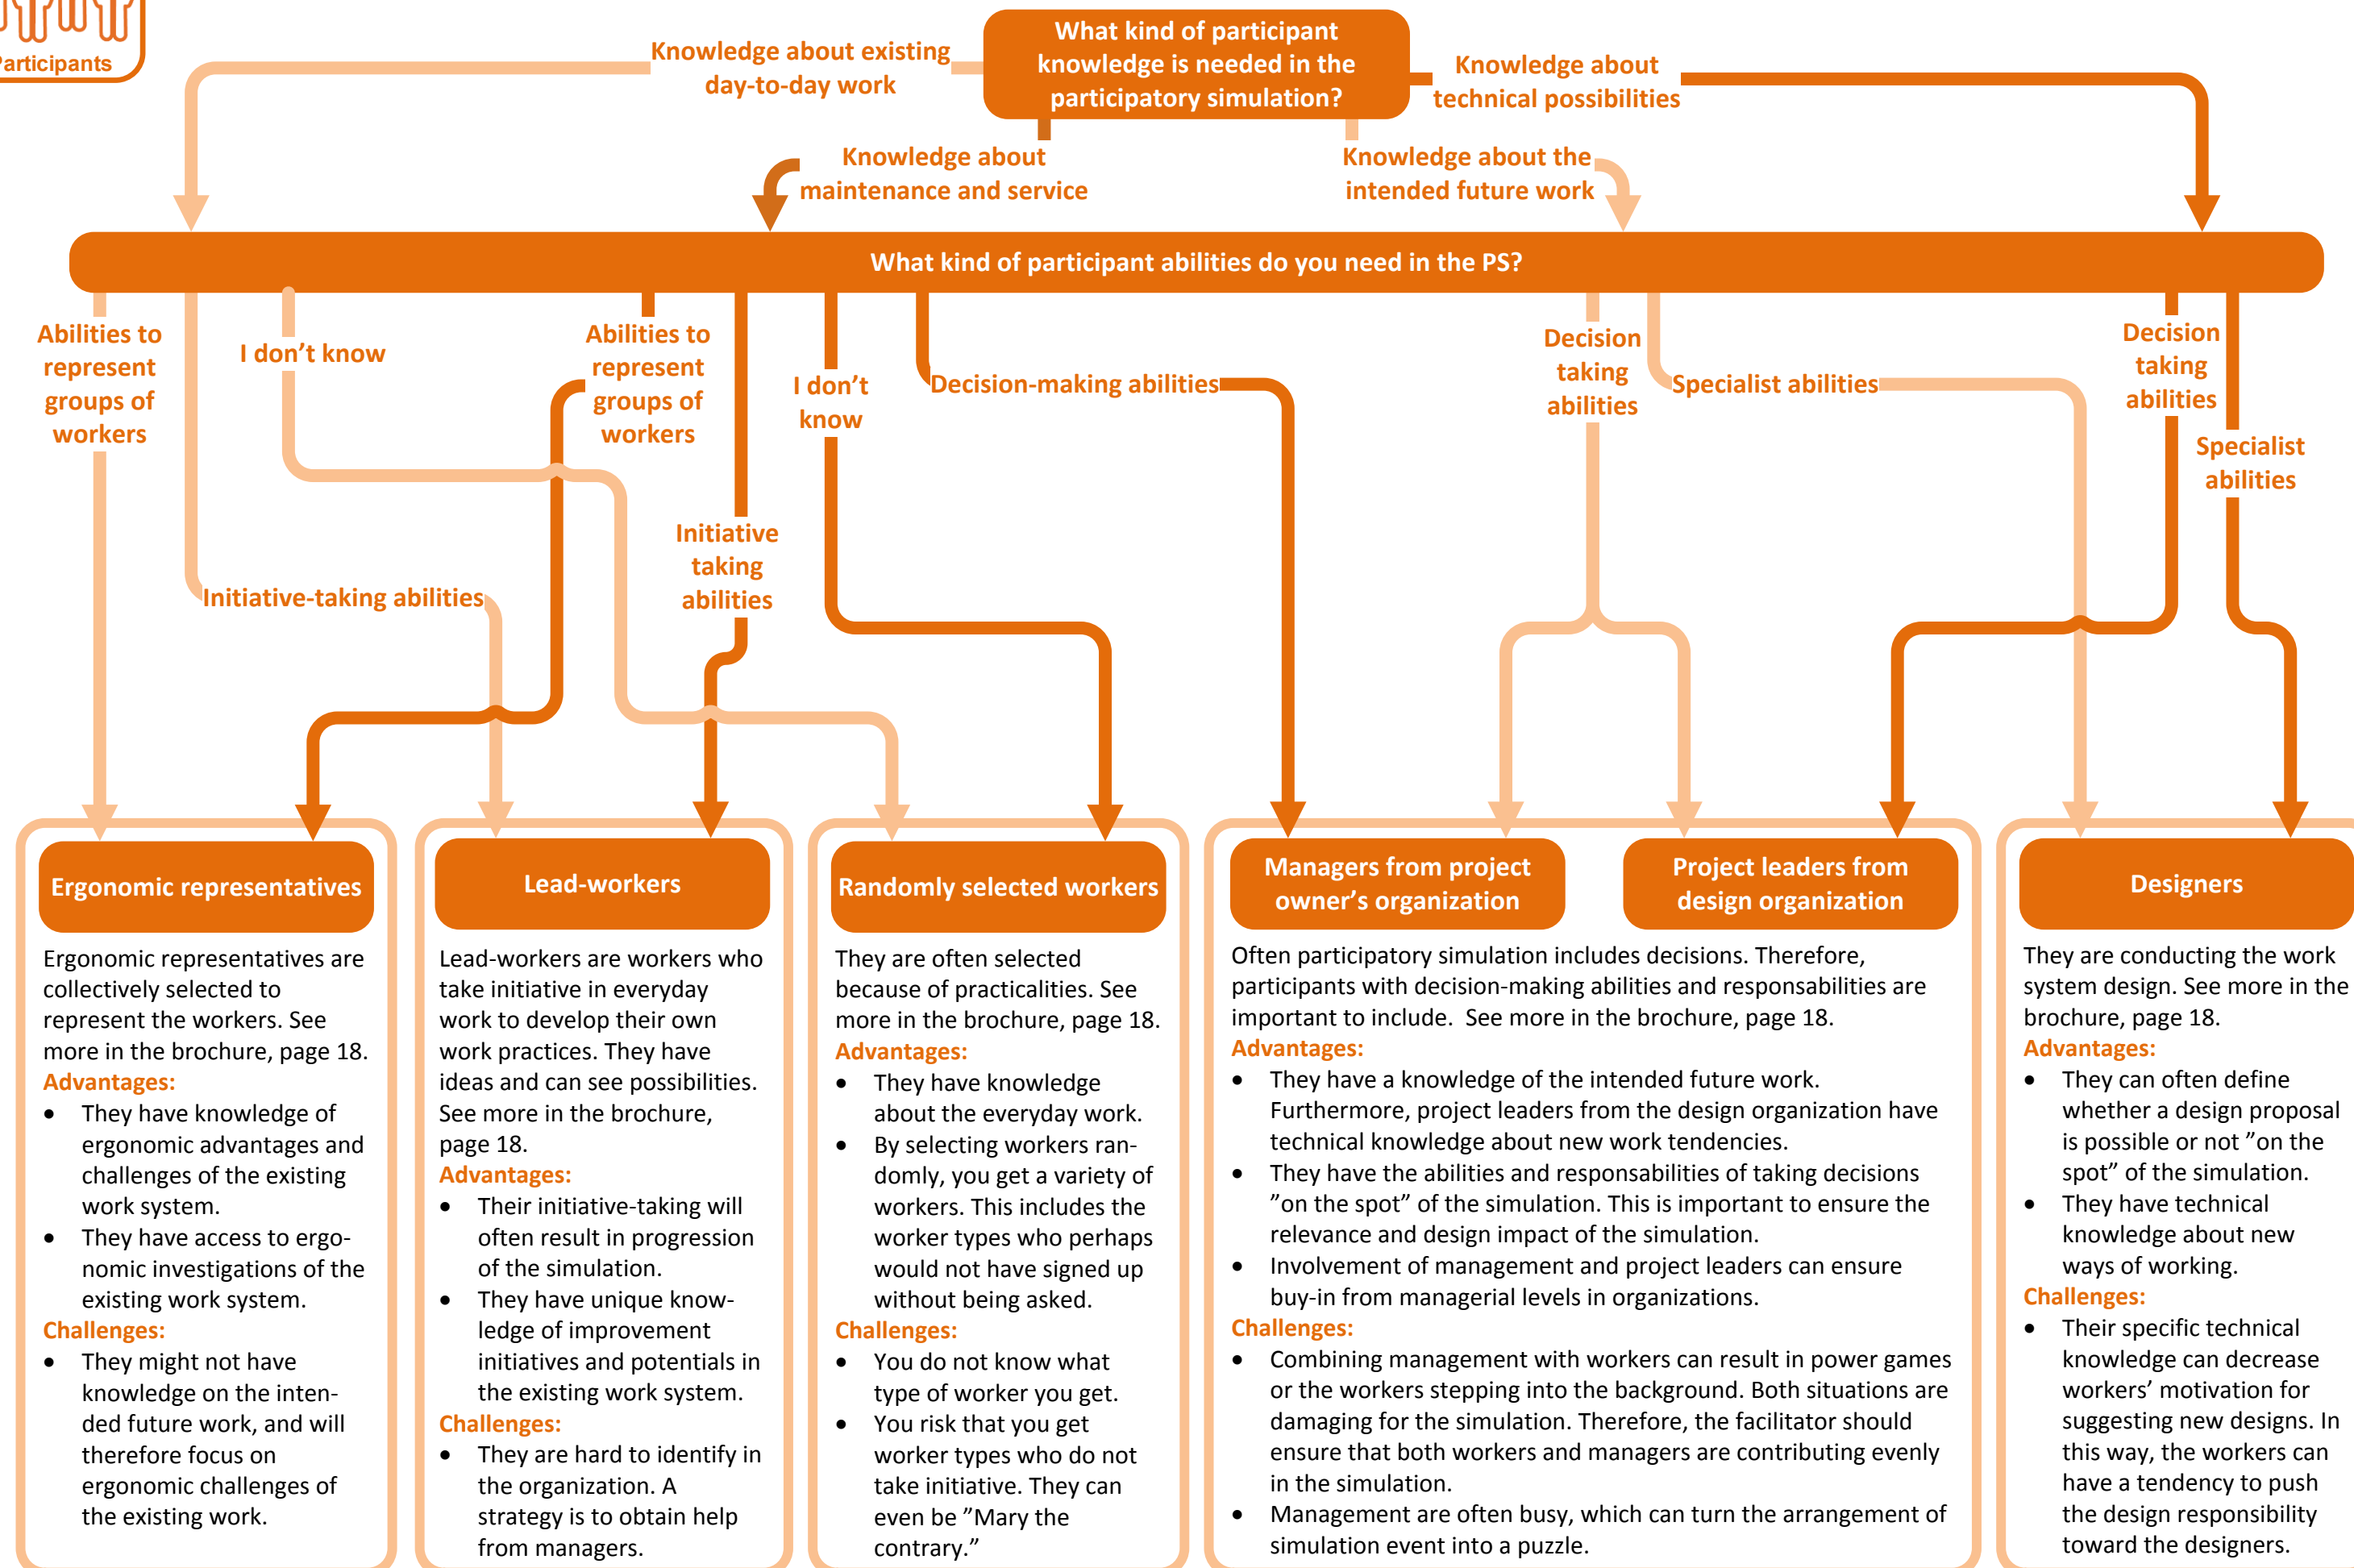 Participants
What kind of participant
knowledge is needed in the
participatory simulation?
Knowledge about existing
day-to-day work
Knowledge about
technical possibilities
Knowledge about
maintenance and service
Knowledge about the
intended future work
What kind of participant abilities do you need in the PS?
Abilities to
represent
groups of
workers
I don’t know
Initiative-taking abilities
Abilities to
represent
groups of
workers
Initiative
taking
abilities
I don’t
know
Decision-making abilities
Decision
taking
abilities
Specialist abilities
Decision
taking
abilities
Specialist
abilities
Ergonomic representatives
Ergonomic representatives are
collectively selected to
represent the workers. See
more in the brochure, page 18.
Advantages:
• They have knowledge of
ergonomic advantages and
challenges of the existing
work system.
• They have access to ergo-
nomic investigations of the
existing work system.
Challenges:
• They might not have
knowledge on the inten-
ded future work, and will
therefore focus on
ergonomic challenges of
the existing work.
Lead-workers
Lead-workers are workers who
take initiative in everyday
work to develop their own
work practices. They have
ideas and can see possibilities.
See more in the brochure,
page 18.
Advantages:
• Their initiative-taking will
often result in progression
of the simulation.
• They have unique know-
ledge of improvement
initiatives and potentials in
the existing work system.
Challenges:
• They are hard to identify in
the organization. A
strategy is to obtain help
from managers.
Randomly selected workers
They are often selected
because of practicalities. See
more in the brochure, page 18.
Advantages:
• They have knowledge
about the everyday work.
• By selecting workers ran-
domly, you get a variety of
workers. This includes the
worker types who perhaps
would not have signed up
without being asked.
Challenges:
• You do not know what
type of worker you get.
• You risk that you get
worker types who do not
take initiative. They can
even be ”Mary the
contrary.”
Managers from project
owner’s organization
Project leaders from
design organization
Often participatory simulation includes decisions. Therefore,
participants with decision-making abilities and responsabilities are
important to include.  See more in the brochure, page 18.
Advantages:
• They have a knowledge of the intended future work.
Furthermore, project leaders from the design organization have
technical knowledge about new work tendencies.
• They have the abilities and responsabilities of taking decisions
”on the spot” of the simulation. This is important to ensure the
relevance and design impact of the simulation.
• Involvement of management and project leaders can ensure
buy-in from managerial levels in organizations.
Challenges:
• Combining management with workers can result in power games
or the workers stepping into the background. Both situations are
damaging for the simulation. Therefore, the facilitator should
ensure that both workers and managers are contributing evenly
in the simulation.
• Management are often busy, which can turn the arrangement of
simulation event into a puzzle.
Designers
They are conducting the work
system design. See more in the
brochure, page 18.
Advantages:
• They can often define
whether a design proposal
is possible or not ”on the
spot” of the simulation.
• They have technical
knowledge about new
ways of working.
Challenges:
• Their specific technical
knowledge can decrease
workers’ motivation for
suggesting new designs. In
this way, the workers can
have a tendency to push
the design responsibility
toward the designers.